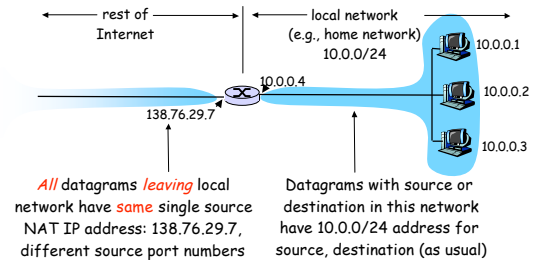 rest of
Internet
local network
(e.g., home network)
10.0.0/24
10.0.0.1
10.0.0.4
10.0.0.2
138.76.29.7
10.0.0.3
All datagrams leaving local
network have same single source
NAT IP address: 138.76.29.7,
different source port numbers
Datagrams with source or
destination in this network
have 10.0.0/24 address for
source, destination (as usual)